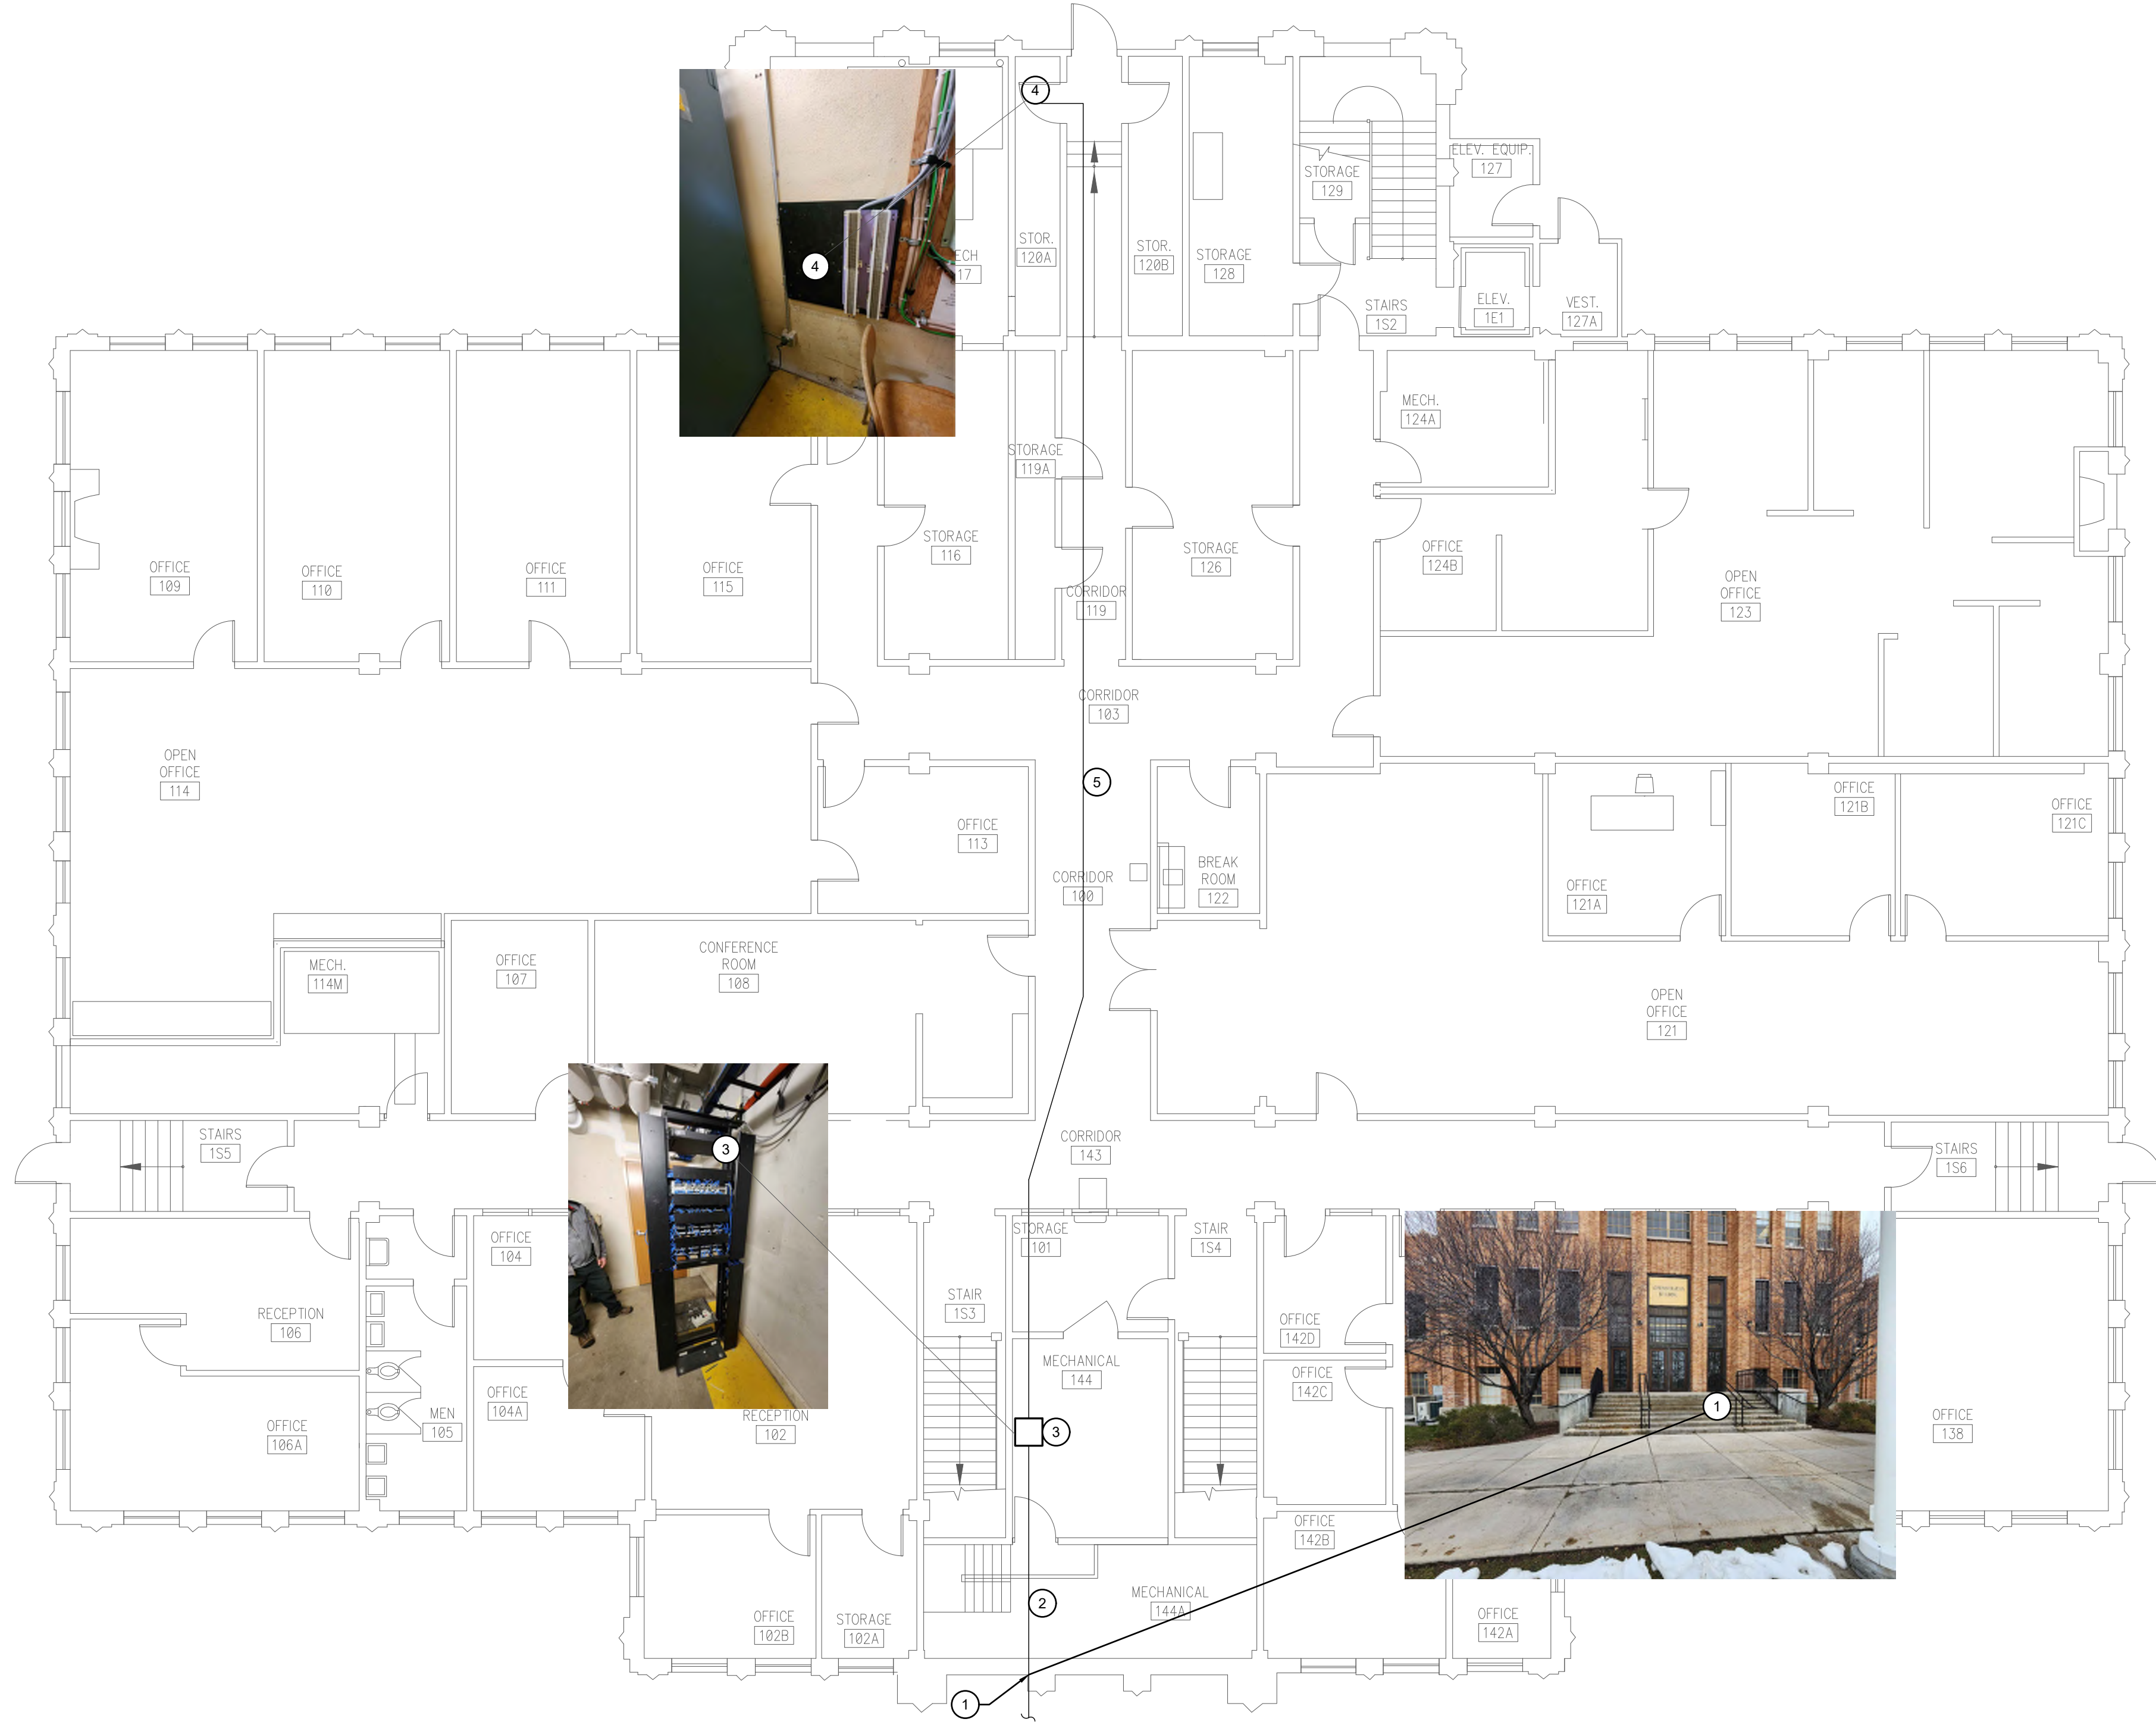 4
ELEV. EQUIP.
127
STORAGE
129
STOR.
120A
STOR.
120B
STORAGE
128
ECH
17
4
STAIRS
1S2
ELEV.
1E1
VEST.
127A
MECH.
124A
STORAGE
119A
STORAGE
116
STORAGE
126
OFFICE
124B
OFFICE
109
OFFICE
110
OFFICE
111
OFFICE
115
CORRIDOR
119
OPEN
OFFICE
123
CORRIDOR
103
OPEN
OFFICE
114
5
OFFICE
113
OFFICE
121B
OFFICE
121C
CORRIDOR
100
BREAK
ROOM
122
OFFICE
121A
MECH.
114M
OFFICE
107
CONFERENCE
ROOM
108
OPEN
OFFICE
121
STAIRS
1S5
3
CORRIDOR
143
STAIRS
1S6
OFFICE
104
STORAGE
101
STAIR
1S4
RECEPTION
106
STAIR
1S3
OFFICE
142D
MECHANICAL
144
OFFICE
142C
OFFICE
104A
MEN
105
OFFICE
106A
RECEPTION
102
3
1
OFFICE
138
OFFICE
142B
2
MECHANICAL
144A
OFFICE
102B
STORAGE
102A
OFFICE
142A
1